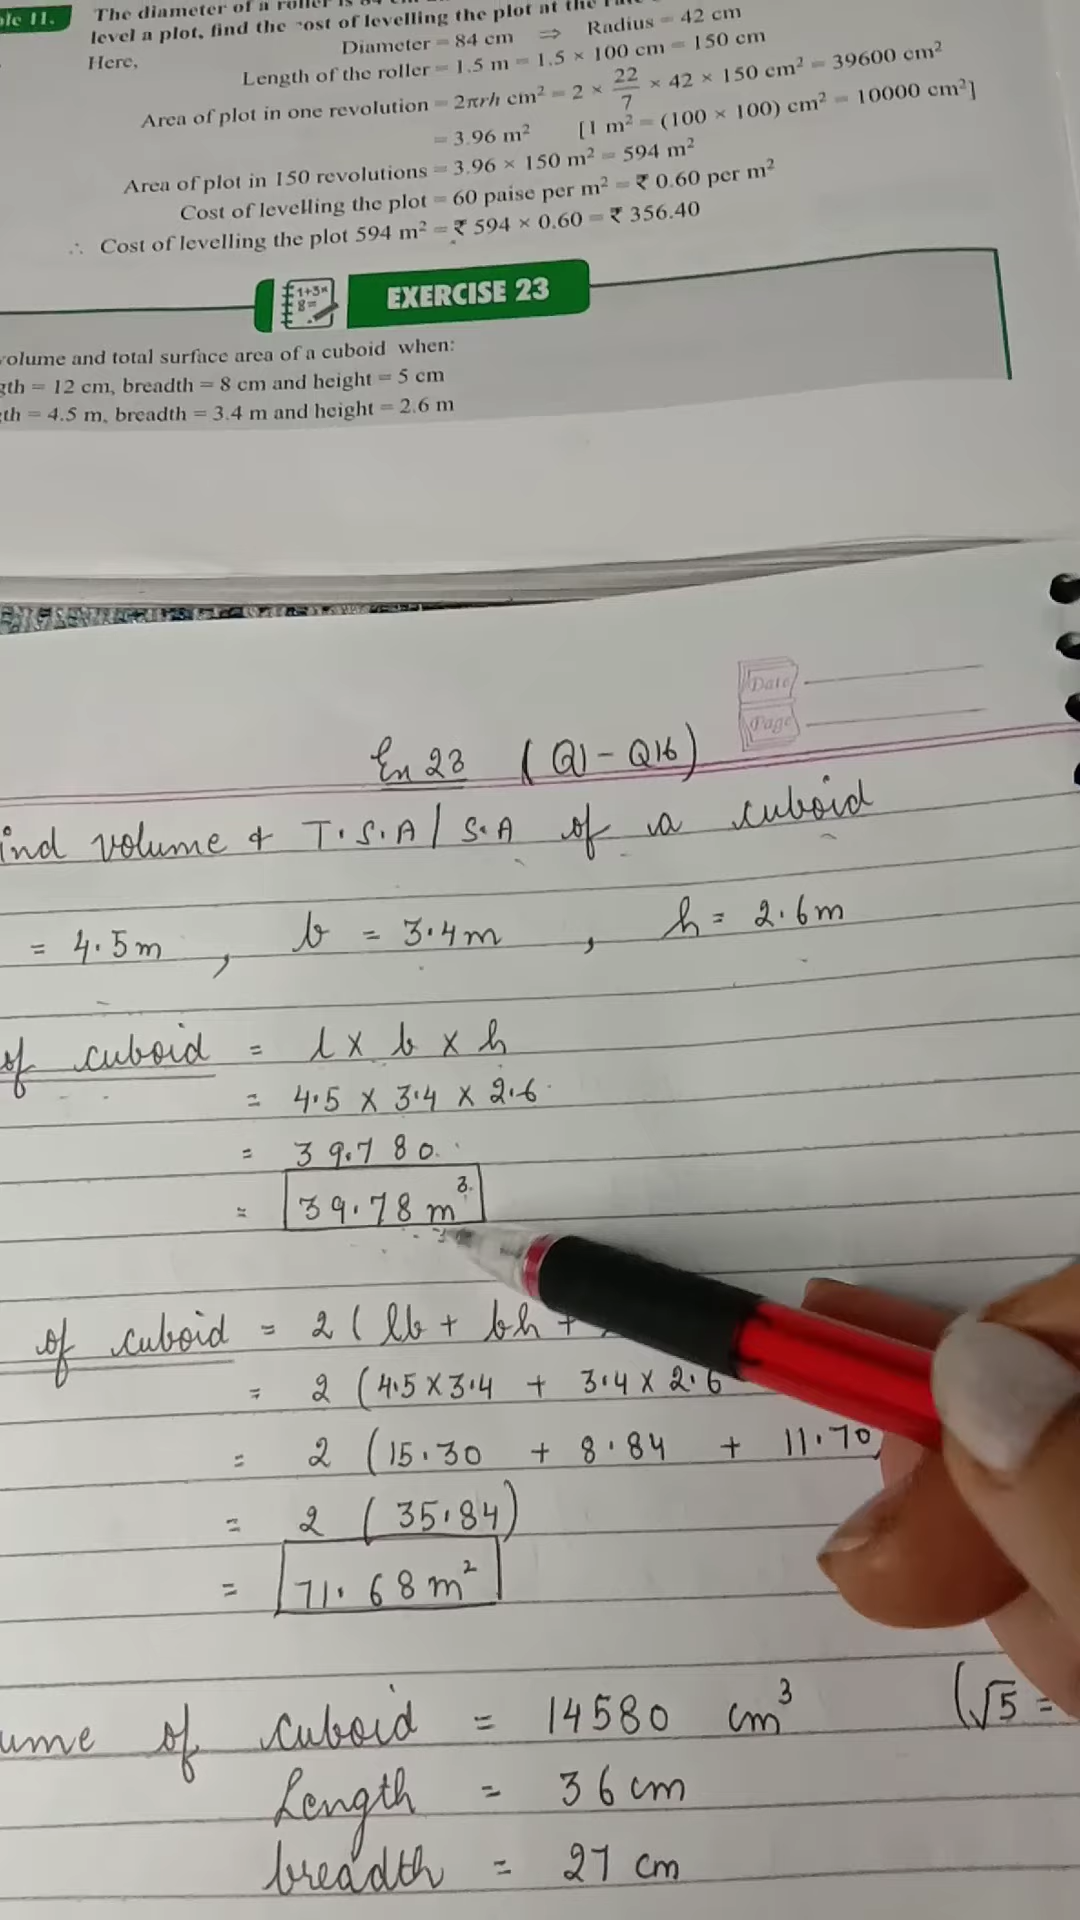 ple 11. The diameter of a roller is 84 cm
level a plot, find the cost of levelling the plot at the
Here,
Diameter = 84 cm ⇒ Radius = 42 cm
Length of the roller = 1.5 m = 1.5 × 100 cm = 150 cm
Area of plot in one revolution = 2πrh cm² = 2 × 22/7 × 42 × 150 cm² = 39600 cm²
= 3.96 m² [1 m² = (100 × 100) cm² = 10000 cm²]
Area of plot in 150 revolutions = 3.96 × 150 m² = 594 m²
Cost of levelling the plot = 60 paise per m² = ₹ 0.60 per m²
∴ Cost of levelling the plot 594 m² = ₹ 594 × 0.60 = ₹ 356.40
1+3×
8=
EXERCISE 23
volume and total surface area of a cuboid when:
gth = 12 cm, breadth = 8 cm and height = 5 cm
gth = 4.5 m, breadth = 3.4 m and height = 2.6 m
Date
Page
Ex 23 (Q1 - Q16)
ind volume & T.S.A / S.A of a cuboid
= 4.5 m , b = 3.4 m , h = 2.6 m
of cuboid = l × b × h
= 4.5 × 3.4 × 2.6
= 39.780
= 39.78 m³
of cuboid = 2 ( lb + bh +
= 2 (4.5 × 3.4 + 3.4 × 2.6
= 2 (15.30 + 8.84 + 11.70)
= 2 (35.84)
= 71.68 m²
ume of cuboid = 14580 cm³ (√5 =
Length = 36 cm
breadth = 27 cm